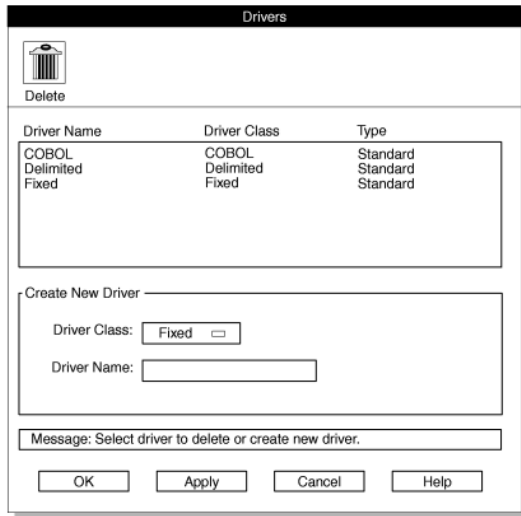 Drivers
Delete
Driver Name Driver Class Type
COBOL COBOL Standard
Delimited Delimited Standard
Fixed Fixed Standard
Create New Driver
Driver Class: Fixed
Driver Name:
Message: Select driver to delete or create new driver.
OK Apply Cancel Help